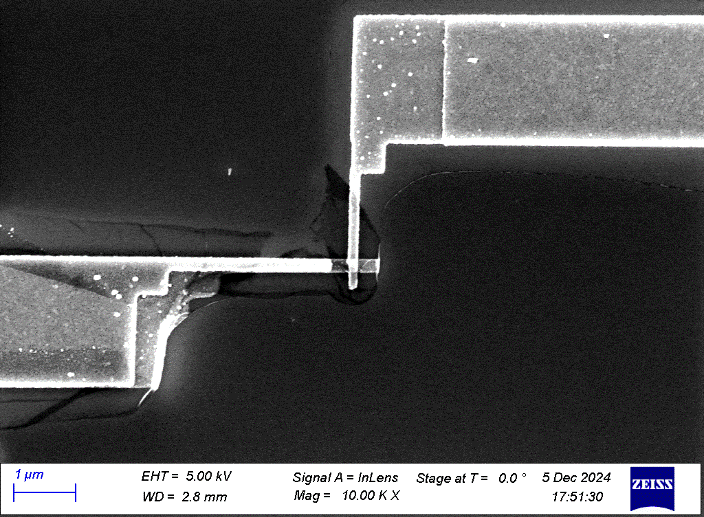 1 µm
EHT = 5.00 kV
WD = 2.8 mm
Signal A = InLens
Mag = 10.00 K X
Stage at T = 0.0 °
5 Dec 2024
17:51:30
ZEISS